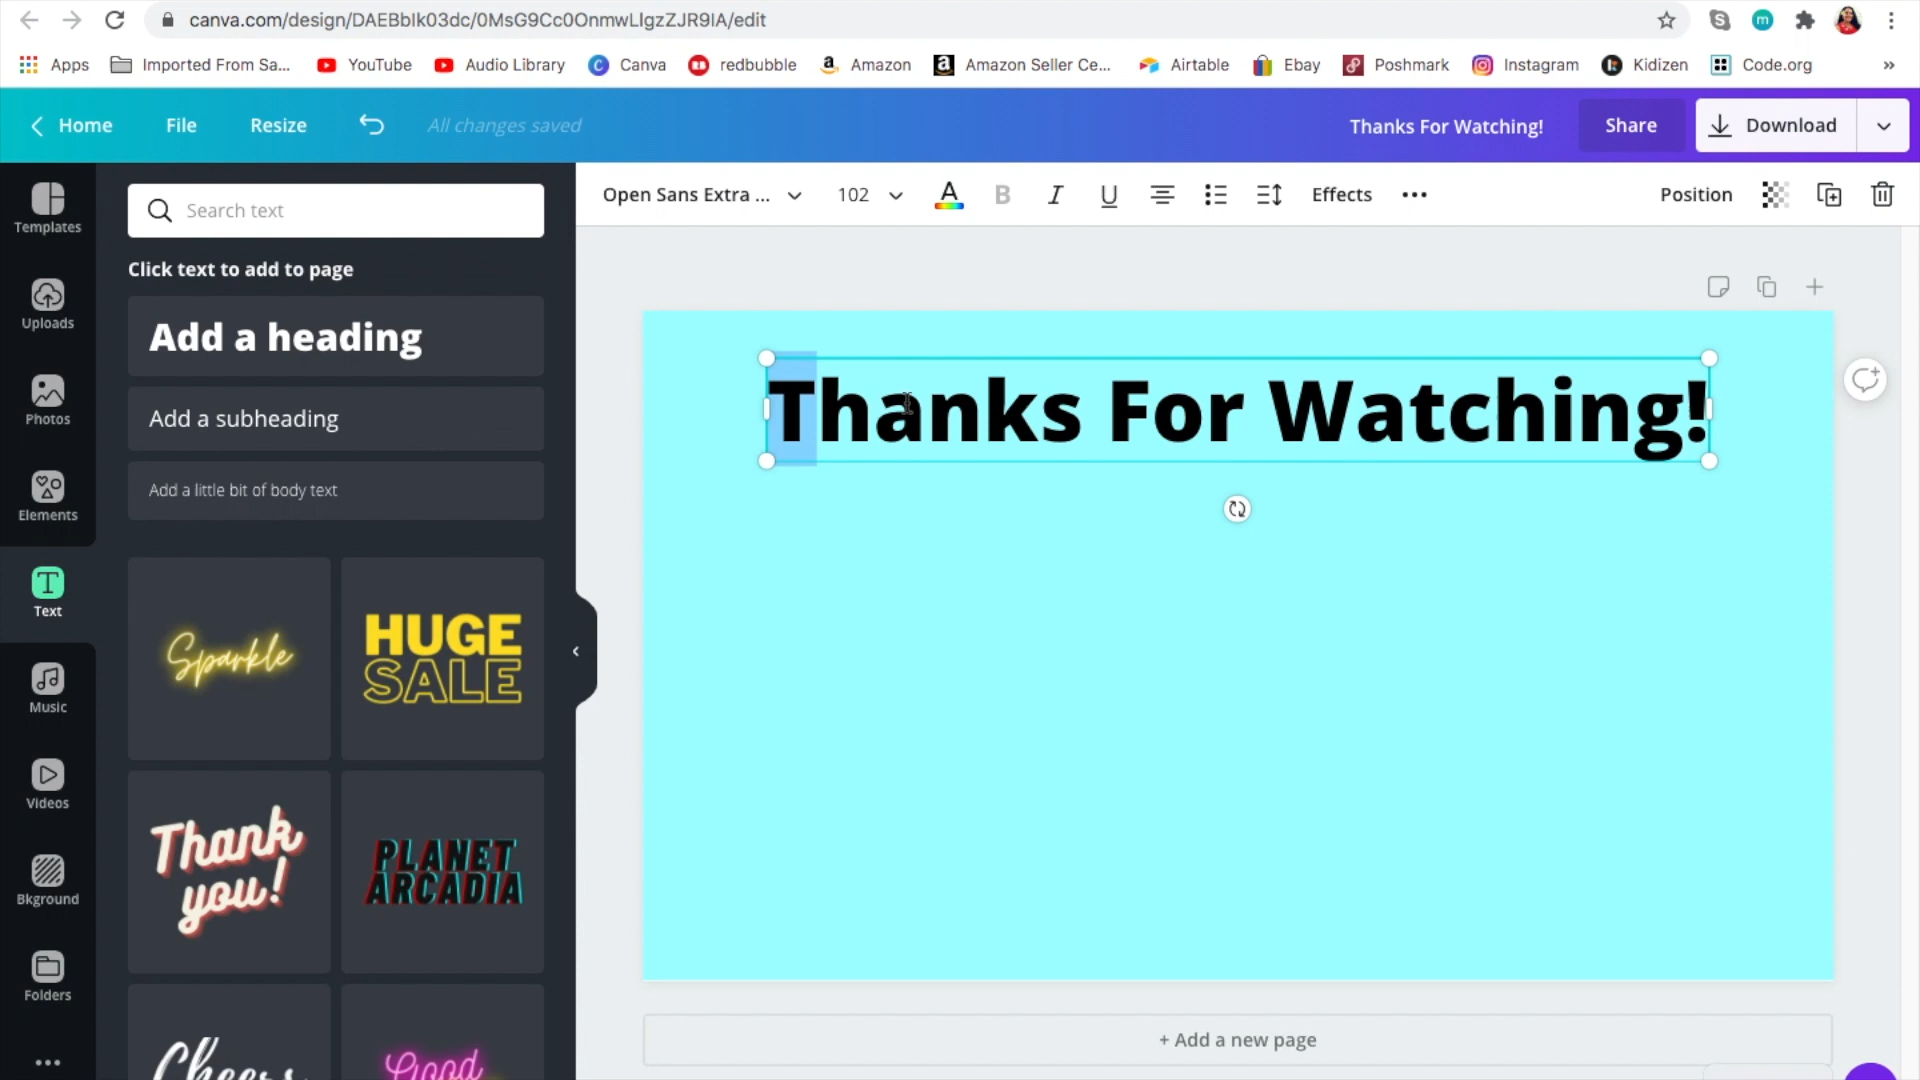 canva.com/design/DAEBbIk03dc/0MsG9Cc0OnmwLIgzZJR9IA/edit
Apps
Imported From Sa...
YouTube
Audio Library
Canva
redbubble
Amazon
Amazon Seller Ce...
Airtable
Ebay
Poshmark
Instagram
Kidizen
Code.org
»
Home
File
Resize
All changes saved
Thanks For Watching!
Share
Download
Templates
Uploads
Photos
Elements
Text
Music
Videos
Bkground
Folders
Search text
Click text to add to page
Add a heading
Add a subheading
Add a little bit of body text
Sparkle
HUGE
SALE
Thank
you!
PLANET
ARCADIA
Cheers
Good
Open Sans Extra ...
102
A
B
I
U
Effects
Position
Thanks For Watching!
+ Add a new page